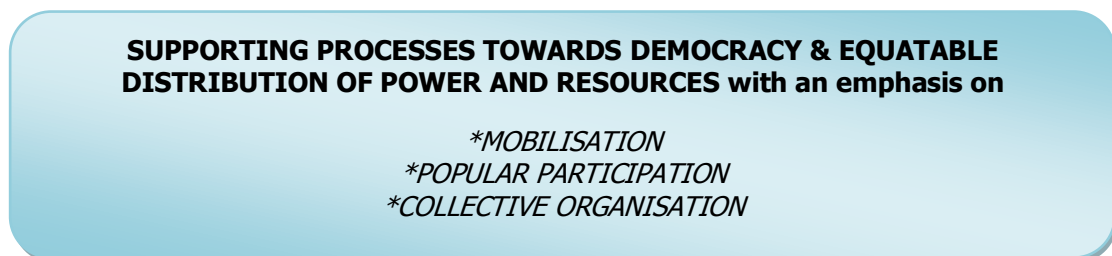 SUPPORTING PROCESSES TOWARDS DEMOCRACY & EQUATABLE
DISTRIBUTION OF POWER AND RESOURCES with an emphasis on
*MOBILISATION
*POPULAR PARTICIPATION
*COLLECTIVE ORGANISATION